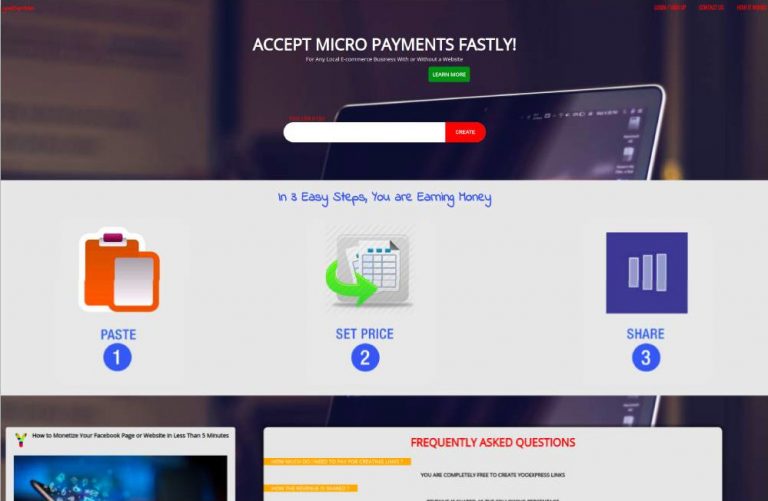 LOGIN / SIGN UP CONTACT US HOW IT WORKS
ACCEPT MICRO PAYMENTS FASTLY!
For Any Local E-commerce Business With or Without a Website
LEARN MORE
CREATE
In 3 Easy Steps, You are Earning Money
PASTE SET PRICE SHARE
1 2 3
How to Monetize Your Facebook Page or Website in Less Than 5 Minutes
FREQUENTLY ASKED QUESTIONS
HOW MUCH DO I NEED TO PAY FOR CREATING LINKS ?
YOU ARE COMPLETELY FREE TO CREATE YOOEXPRESS LINKS
HOW THE REVENUE IS SHARED ?